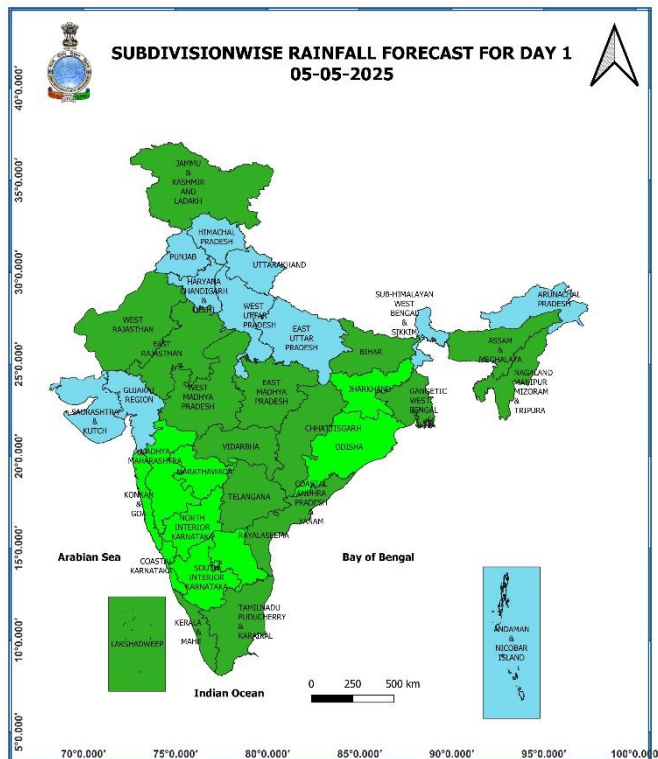 SUBDIVISIONWISE RAINFALL FORECAST FOR DAY 1
05-05-2025
40°0.000'
35°0.000'
30°0.000'
25°0.000'
20°0.000'
15°0.000'
10°0.000'
5°0.000'
JAMMU
&
KASHMIR
AND
LADAKH
HIMACHAL
PRADESH
PUNJAB
UTTARAKHAND
HARYANA
CHANDIGARH
&
DELHI
WEST
UTTAR
PRADESH
EAST
UTTAR
PRADESH
SUB-HIMALAYAN
WEST
BENGAL
&
SIKKIM
ARUNACHAL
PRADESH
WEST
RAJASTHAN
EAST
RAJASTHAN
BIHAR
ASSAM
&
MEGHALAYA
NAGALAND
MANIPUR
MIZORAM
&
TRIPURA
GUJARAT
REGION
SAURASHTRA
&
KUTCH
WEST
MADHYA
PRADESH
EAST
MADHYA
PRADESH
JHARKHAND
GANGETIC
WEST
BENGAL
CHHATTISGARH
ODISHA
MADHYA
MAHARASHTRA
VIDARBHA
MARATHAWADA
KONKAN
&
GOA
TELANGANA
COASTAL
ANDHRA
PRADESH
&
YANAM
NORTH
INTERIOR
KARNATAKA
RAYALASEEMA
COASTAL
KARNATAKA
SOUTH
INTERIOR
KARNATAKA
Arabian Sea
Bay of Bengal
LAKSHADWEEP
KERALA
&
MAHE
TAMILNADU
PUDUCHERRY
&
KARAIKAL
ANDAMAN
&
NICOBAR
ISLAND
Indian Ocean
0 250 500 km
70°0.000' 75°0.000' 80°0.000' 85°0.000' 90°0.000' 95°0.000' 100°0.000'